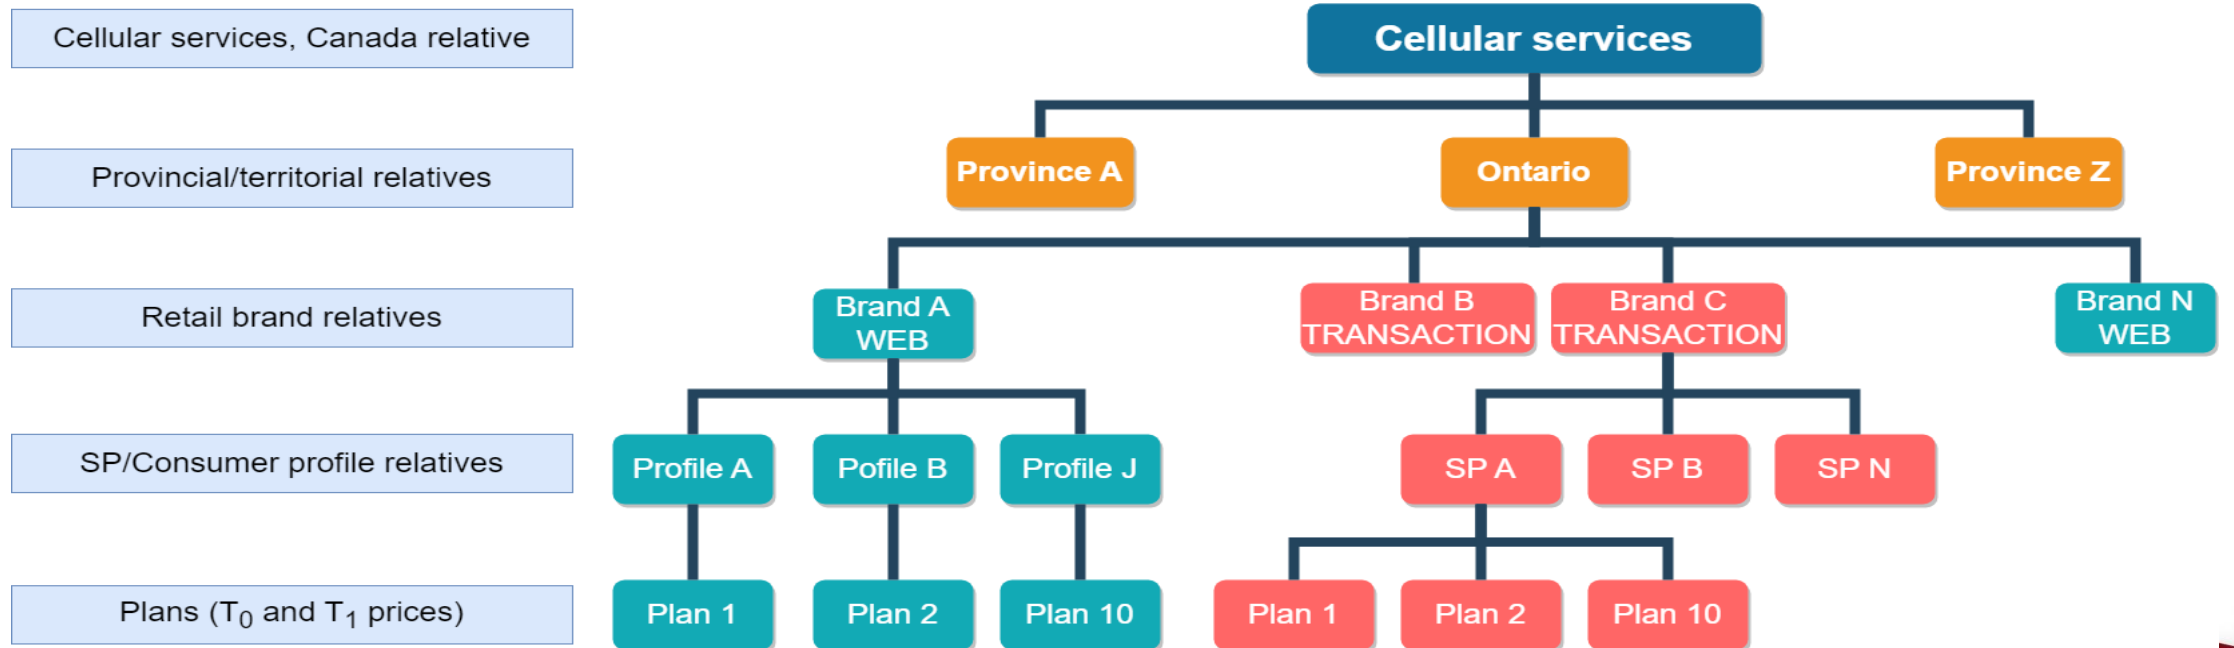 Cellular services, Canada relative
Cellular services
Provincial/territorial relatives
Province A
Ontario
Province Z
Retail brand relatives
Brand A
WEB
Brand B
TRANSACTION
Brand C
TRANSACTION
Brand N
WEB
SP/Consumer profile relatives
Profile A
Pofile B
Profile J
SP A
SP B
SP N
Plans (T0 and T1 prices)
Plan 1
Plan 2
Plan 10
Plan 1
Plan 2
Plan 10